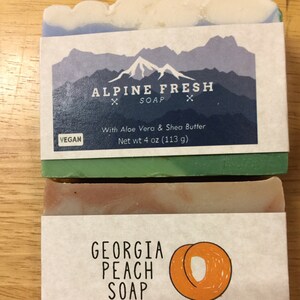 ALPINE FRESH
SOAP
With Aloe Vera & Shea Butter
VEGAN
Net wt 4 oz (113 g)
GEORGIA
PEACH
SOAP